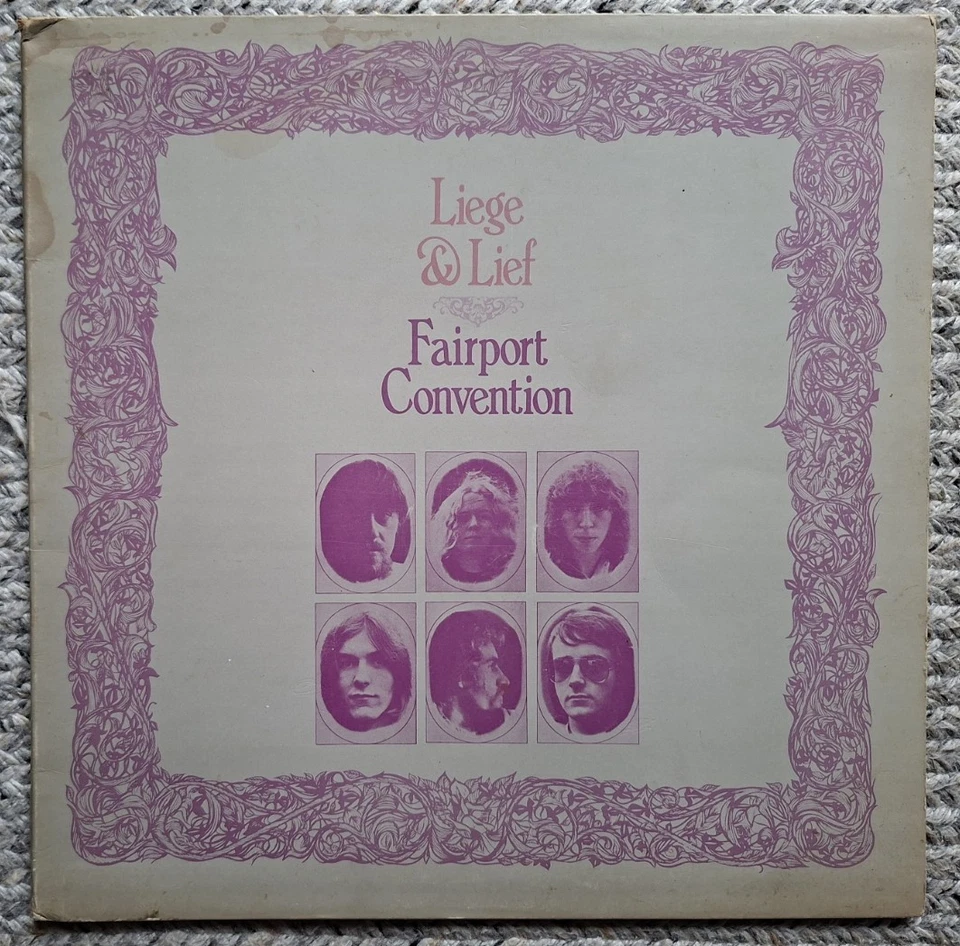 Liege
& Lief
Fairport
Convention